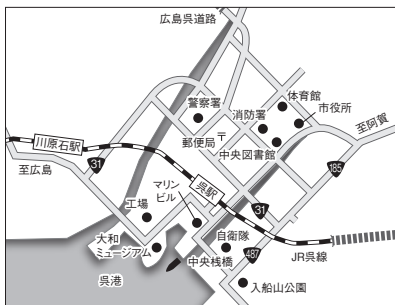 広島呉道路
体育館
警察署
市役所
消防署
至阿賀
郵便局
〒
中央図書館
川原石駅
31
至広島
185
マリン
ビル
呉駅
工場
31
大和
ミュージアム
自衛隊
487
JR呉線
中央桟橋
呉港
入船山公園